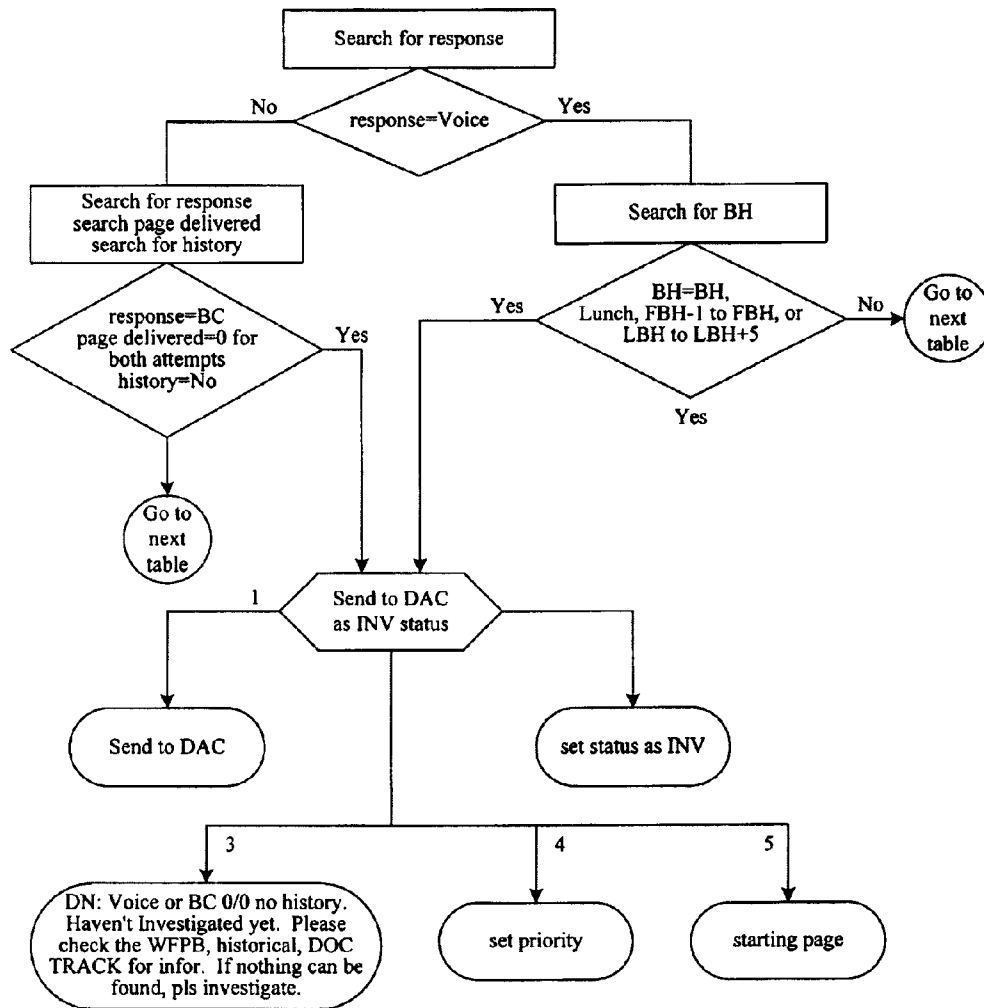 Search for response
No
Yes
response=Voice
Search for response
search page delivered
search for history
Search for BH
response=BC
page delivered=0 for
both attempts
history=No
Yes
Yes
BH=BH,
Lunch, FBH-1 to FBH, or
LBH to LBH+5
No
Go to
next
table
Yes
Go to
next
table
1
Send to DAC
as INV status
Send to DAC
set status as INV
3
4
5
DN: Voice or BC 0/0 no history.
Haven't Investigated yet. Please
check the WFPB, historical, DOC
TRACK for infor. If nothing can be
found, pls investigate.
set priority
starting page